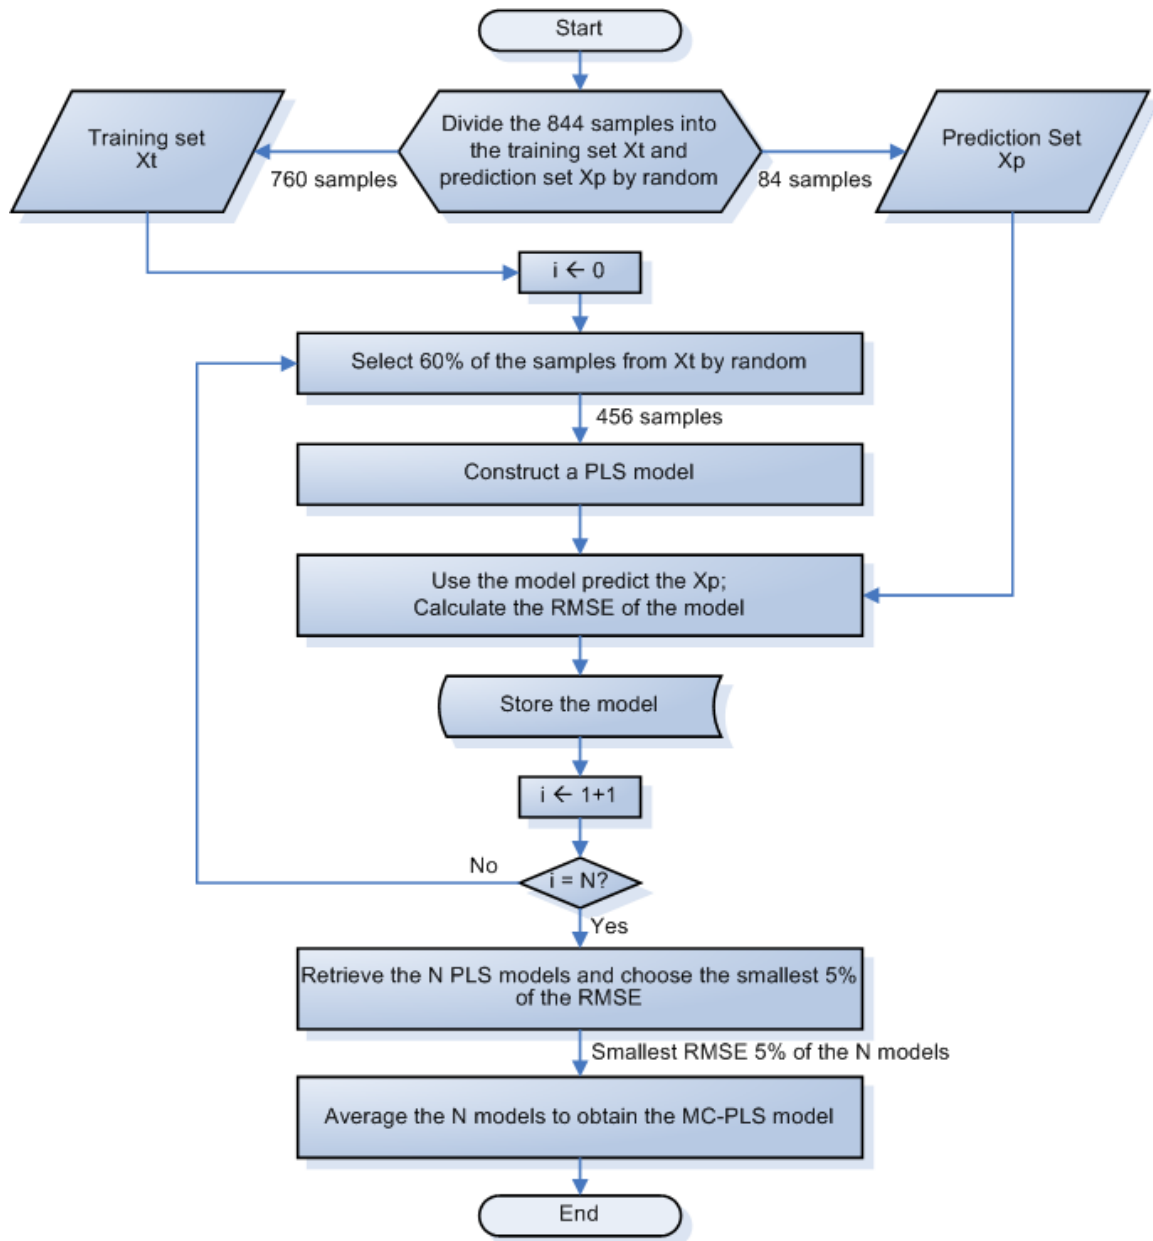 Start
Divide the 844 samples into
the training set Xt and
prediction set Xp by random
Training set
Xt
760 samples
Prediction Set
Xp
84 samples
i ← 0
Select 60% of the samples from Xt by random
456 samples
Construct a PLS model
Use the model predict the Xp;
Calculate the RMSE of the model
Store the model
i ← 1+1
i = N?
No
Yes
Retrieve the N PLS models and choose the smallest 5%
of the RMSE
Smallest RMSE 5% of the N models
Average the N models to obtain the MC-PLS model
End